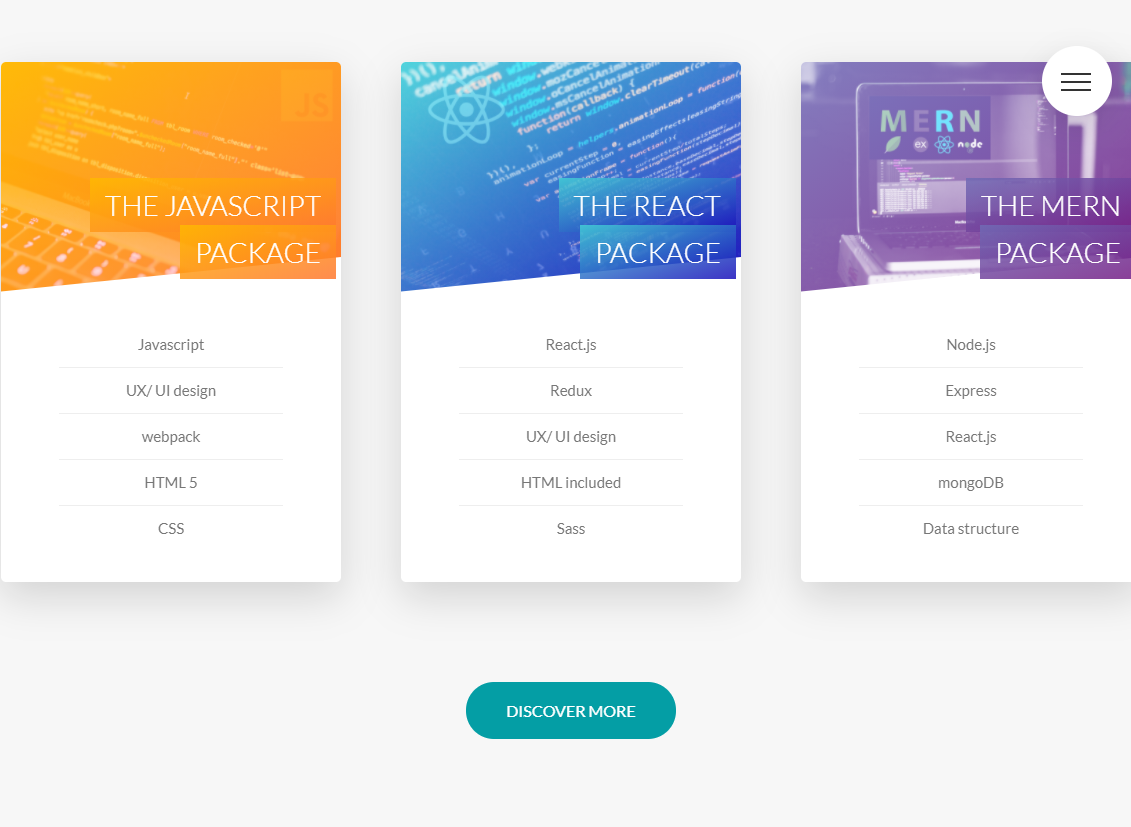 JS
THE JAVASCRIPT
PACKAGE
Javascript
UX/ UI design
webpack
HTML 5
CSS
THE REACT
PACKAGE
React.js
Redux
UX/ UI design
HTML included
Sass
MERN
ex
node
THE MERN
PACKAGE
Node.js
Express
React.js
mongoDB
Data structure
DISCOVER MORE